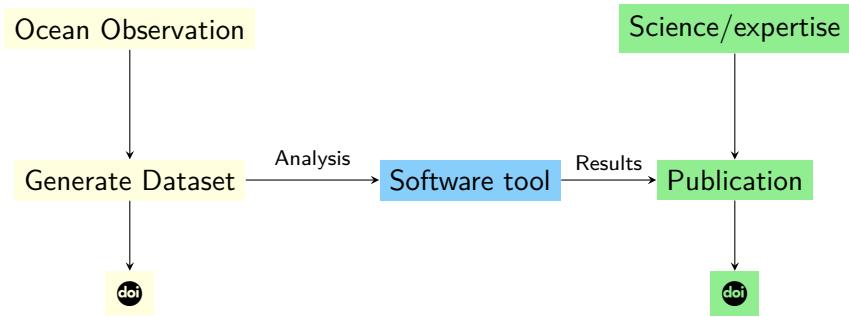 Ocean Observation
Science/expertise
Analysis
Results
Generate Dataset
Software tool
Publication
doi
doi